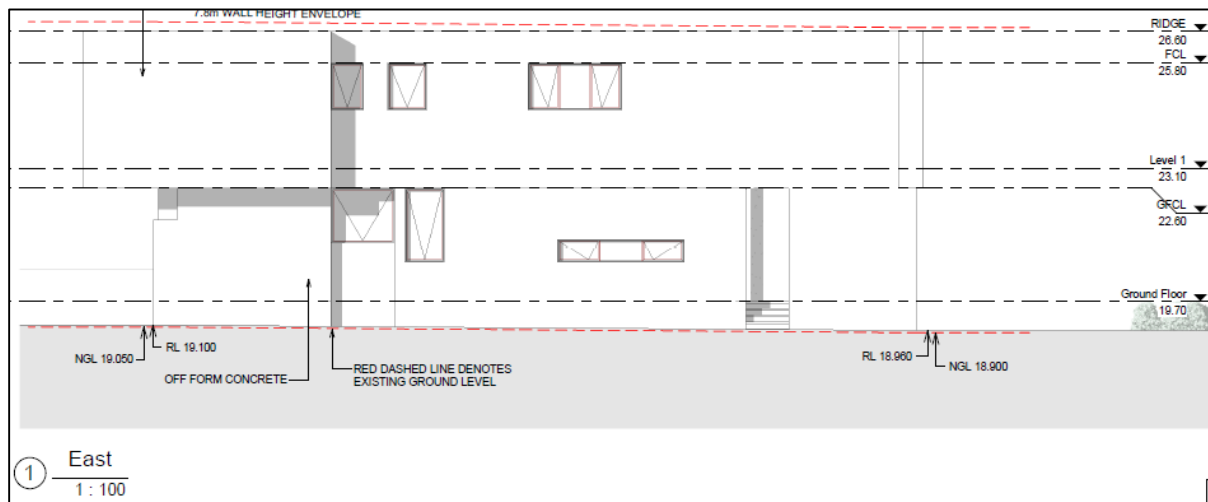 7.8m WALL HEIGHT ENVELOPE
RIDGE
26.60
FCL
25.80
Level 1
23.10
GFCL
22.60
Ground Floor
19.70
NGL 19.050
RL 19.100
OFF FORM CONCRETE
RED DASHED LINE DENOTES
EXISTING GROUND LEVEL
RL 18.960
NGL 18.900
1
East
1 : 100